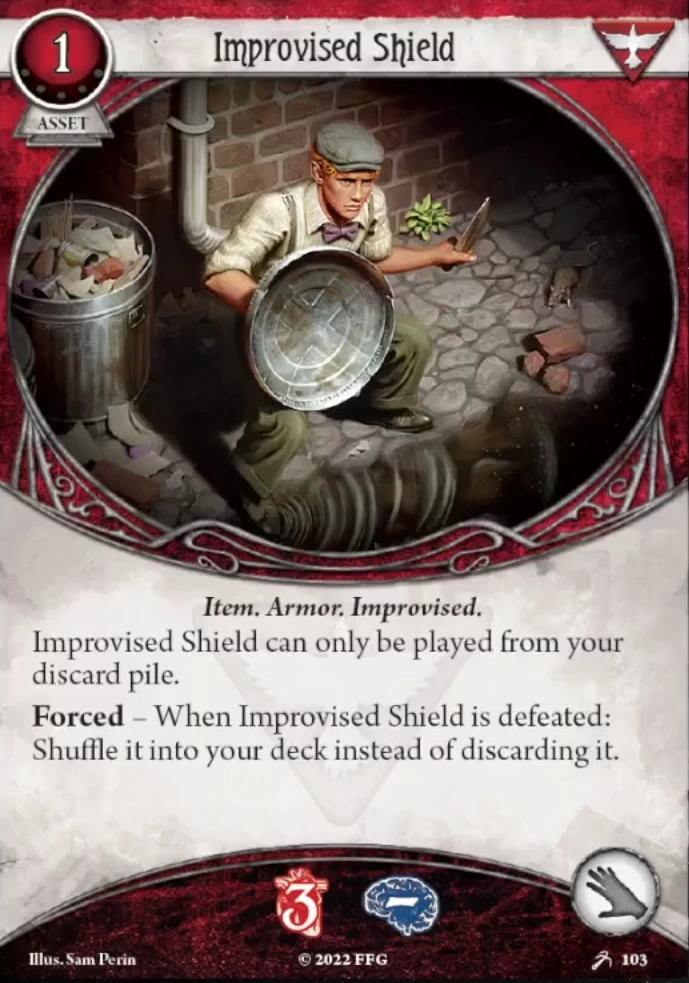 1
Improvised Shield
ASSET
Item. Armor. Improvised.
Improvised Shield can only be played from your
discard pile.
Forced – When Improvised Shield is defeated:
Shuffle it into your deck instead of discarding it.
3
-
Illus. Sam Perin
© 2022 FFG
103